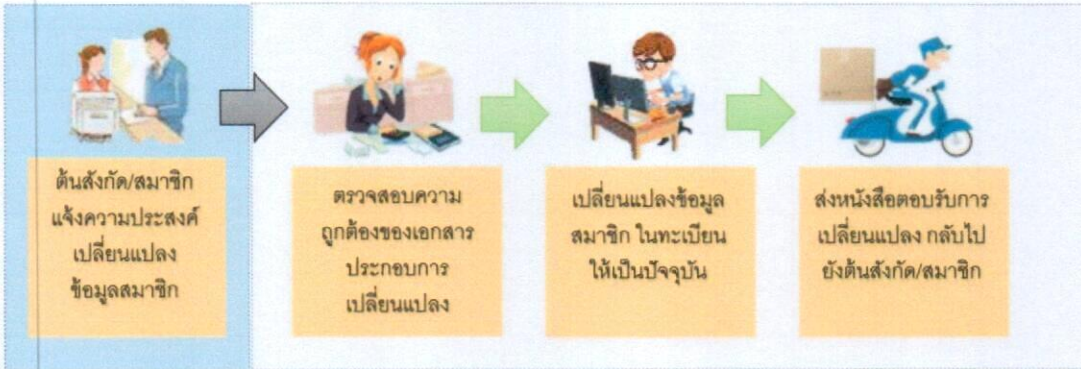 ต้นสังกัด/สมาชิก
แจ้งความประสงค์
เปลี่ยนแปลง
ข้อมูลสมาชิก
ตรวจสอบความ
ถูกต้องของเอกสาร
ประกอบการ
เปลี่ยนแปลง
เปลี่ยนแปลงข้อมูล
สมาชิก ในทะเบียน
ให้เป็นปัจจุบัน
ส่งหนังสือตอบรับการ
เปลี่ยนแปลง กลับไป
ยังต้นสังกัด/สมาชิก